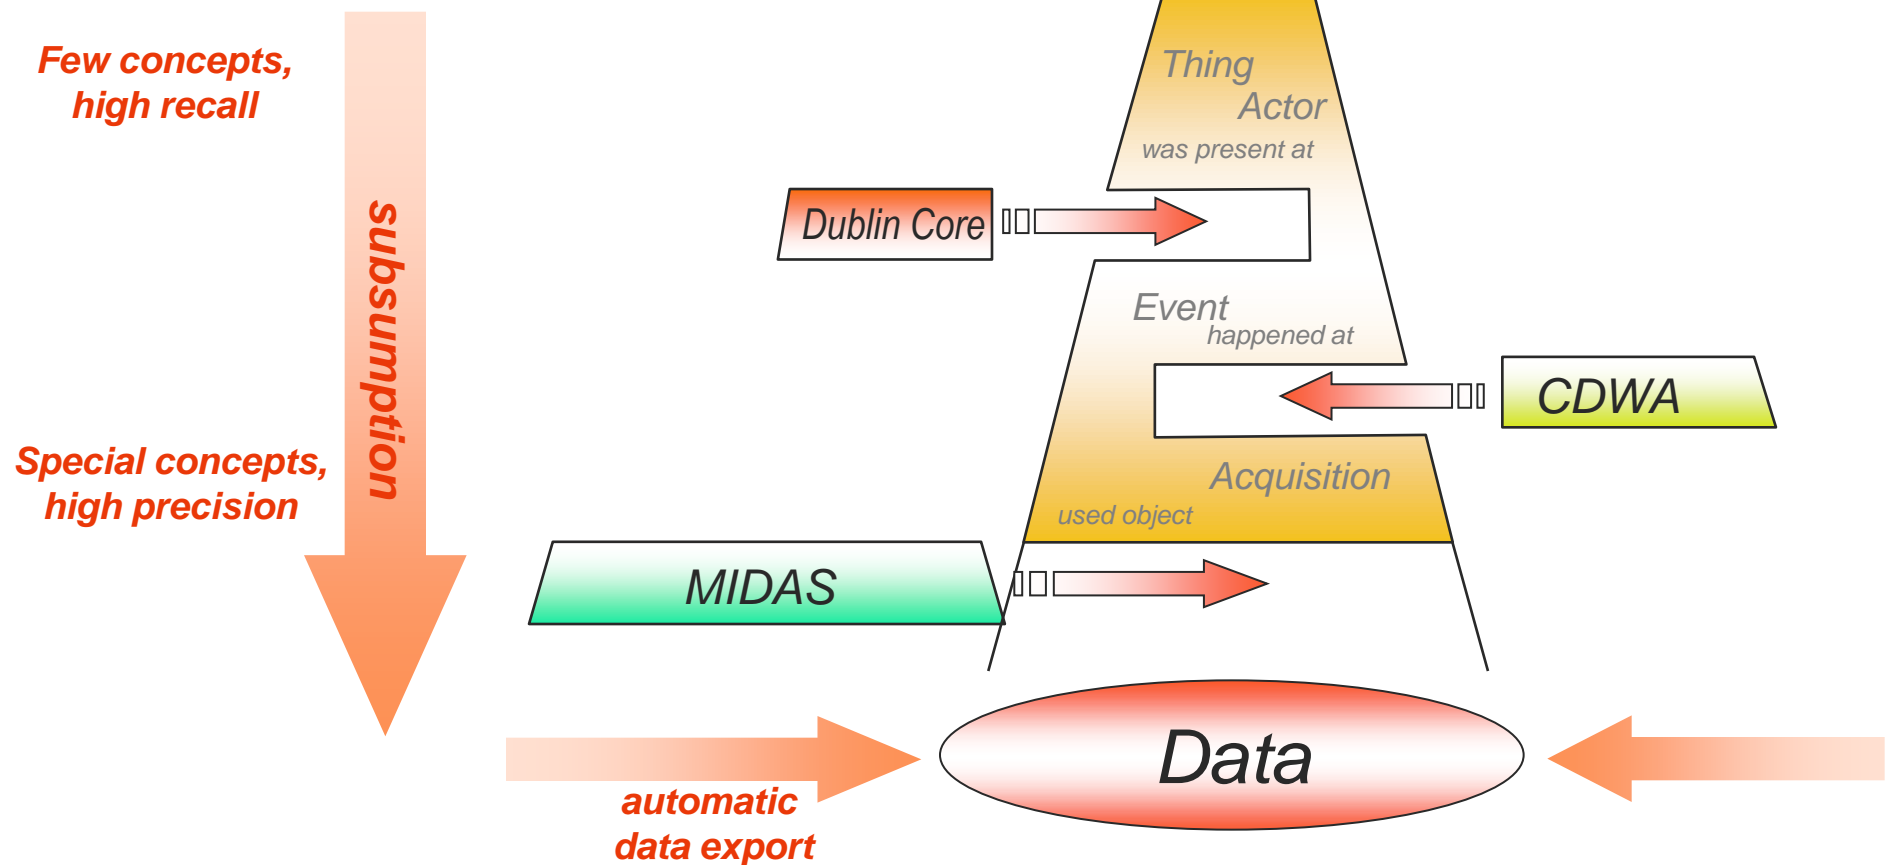 Few concepts,
high recall
subsumption
Special concepts,
high precision
Thing
Actor
was present at
Dublin Core
Event
happened at
CDWA
Acquisition
used object
MIDAS
Data
automatic
data export